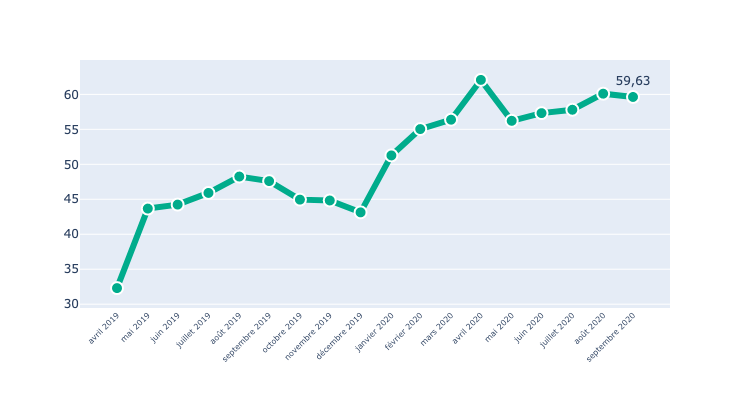 59,63
60
55
50
45
40
35
30
avril 2019
mai 2019
juin 2019
juillet 2019
août 2019
septembre 2019
octobre 2019
novembre 2019
décembre 2019
janvier 2020
février 2020
mars 2020
avril 2020
mai 2020
juin 2020
juillet 2020
août 2020
septembre 2020